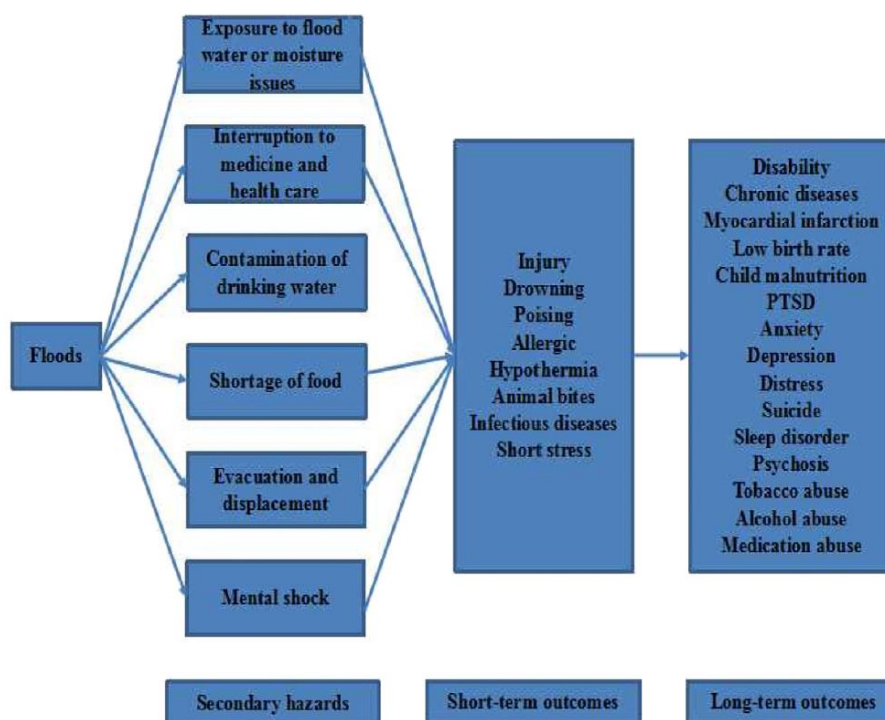 Floods
Exposure to flood
water or moisture
issues
Interruption to
medicine and
health care
Contamination of
drinking water
Shortage of food
Evacuation and
displacement
Mental shock
Injury
Drowning
Poising
Allergic
Hypothermia
Animal bites
Infectious diseases
Short stress
Disability
Chronic diseases
Myocardial infarction
Low birth rate
Child malnutrition
PTSD
Anxiety
Depression
Distress
Suicide
Sleep disorder
Psychosis
Tobacco abuse
Alcohol abuse
Medication abuse
Secondary hazards
Short-term outcomes
Long-term outcomes